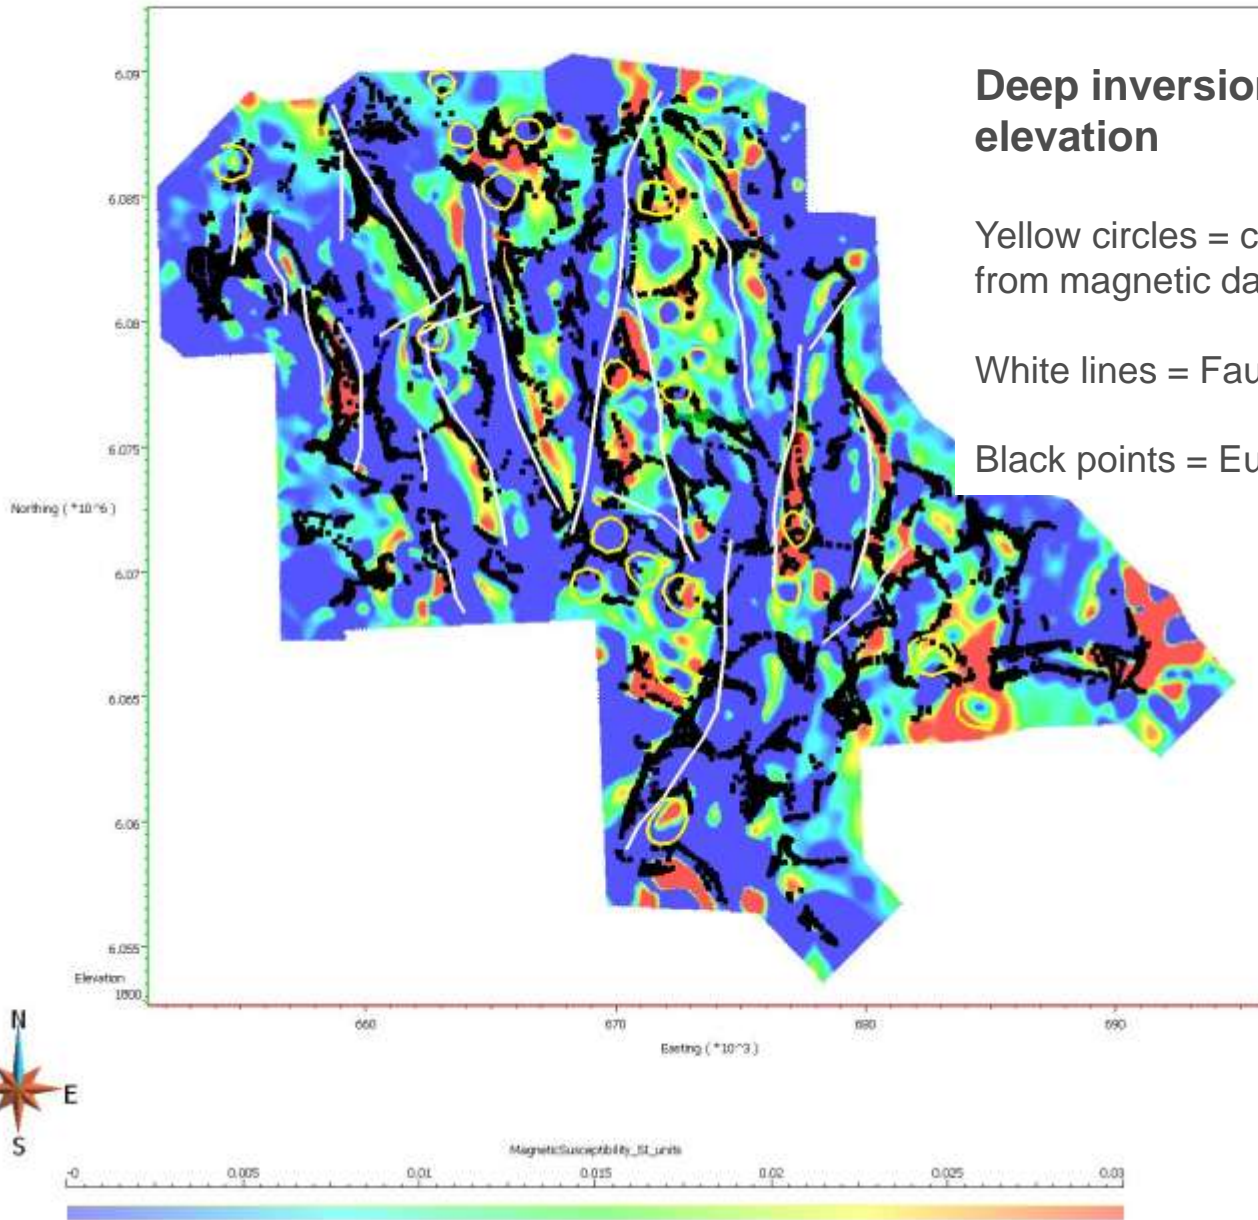 Deep inversion
elevation
Yellow circles = c
from magnetic da
White lines = Fau
Black points = Eu
6.09
6.085
6.08
6.075
Northing ( *10^6 )
6.07
6.065
6.06
6.055
Elevation
1800
660
670
680
690
Easting ( *10^3 )
N
E
S
MagneticSusceptibility_SI_units
-0
0.005
0.01
0.015
0.02
0.025
0.03